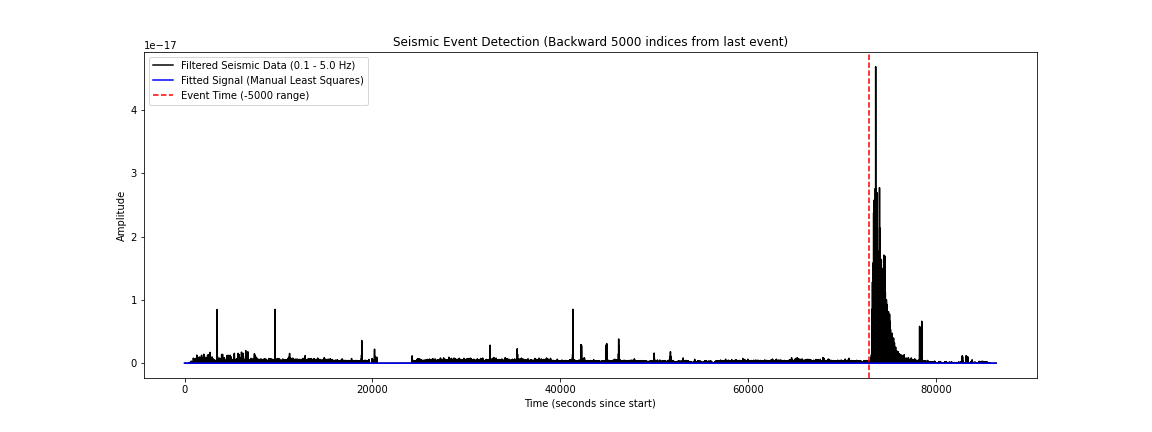 Seismic Event Detection (Backward 5000 indices from last event)
1e−17
Filtered Seismic Data (0.1 - 5.0 Hz)
Fitted Signal (Manual Least Squares)
Event Time (-5000 range)
4
3
2
1
0
Amplitude
0 20000 40000 60000 80000
Time (seconds since start)